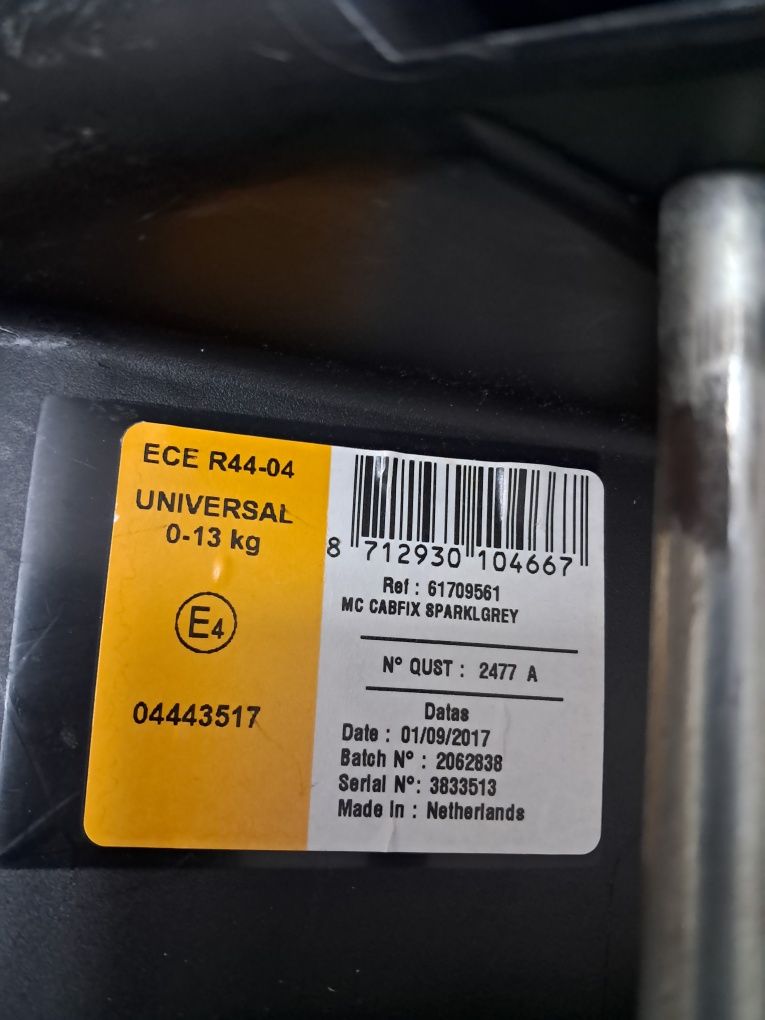 ECE R44-04
UNIVERSAL
0-13 kg
E4
04443517
8 712930 104667
Ref : 61709561
MC CABFIX SPARKLGREY
N° QUST : 2477 A
Datas
Date : 01/09/2017
Batch N° : 2062838
Serial N°: 3833513
Made In : Netherlands